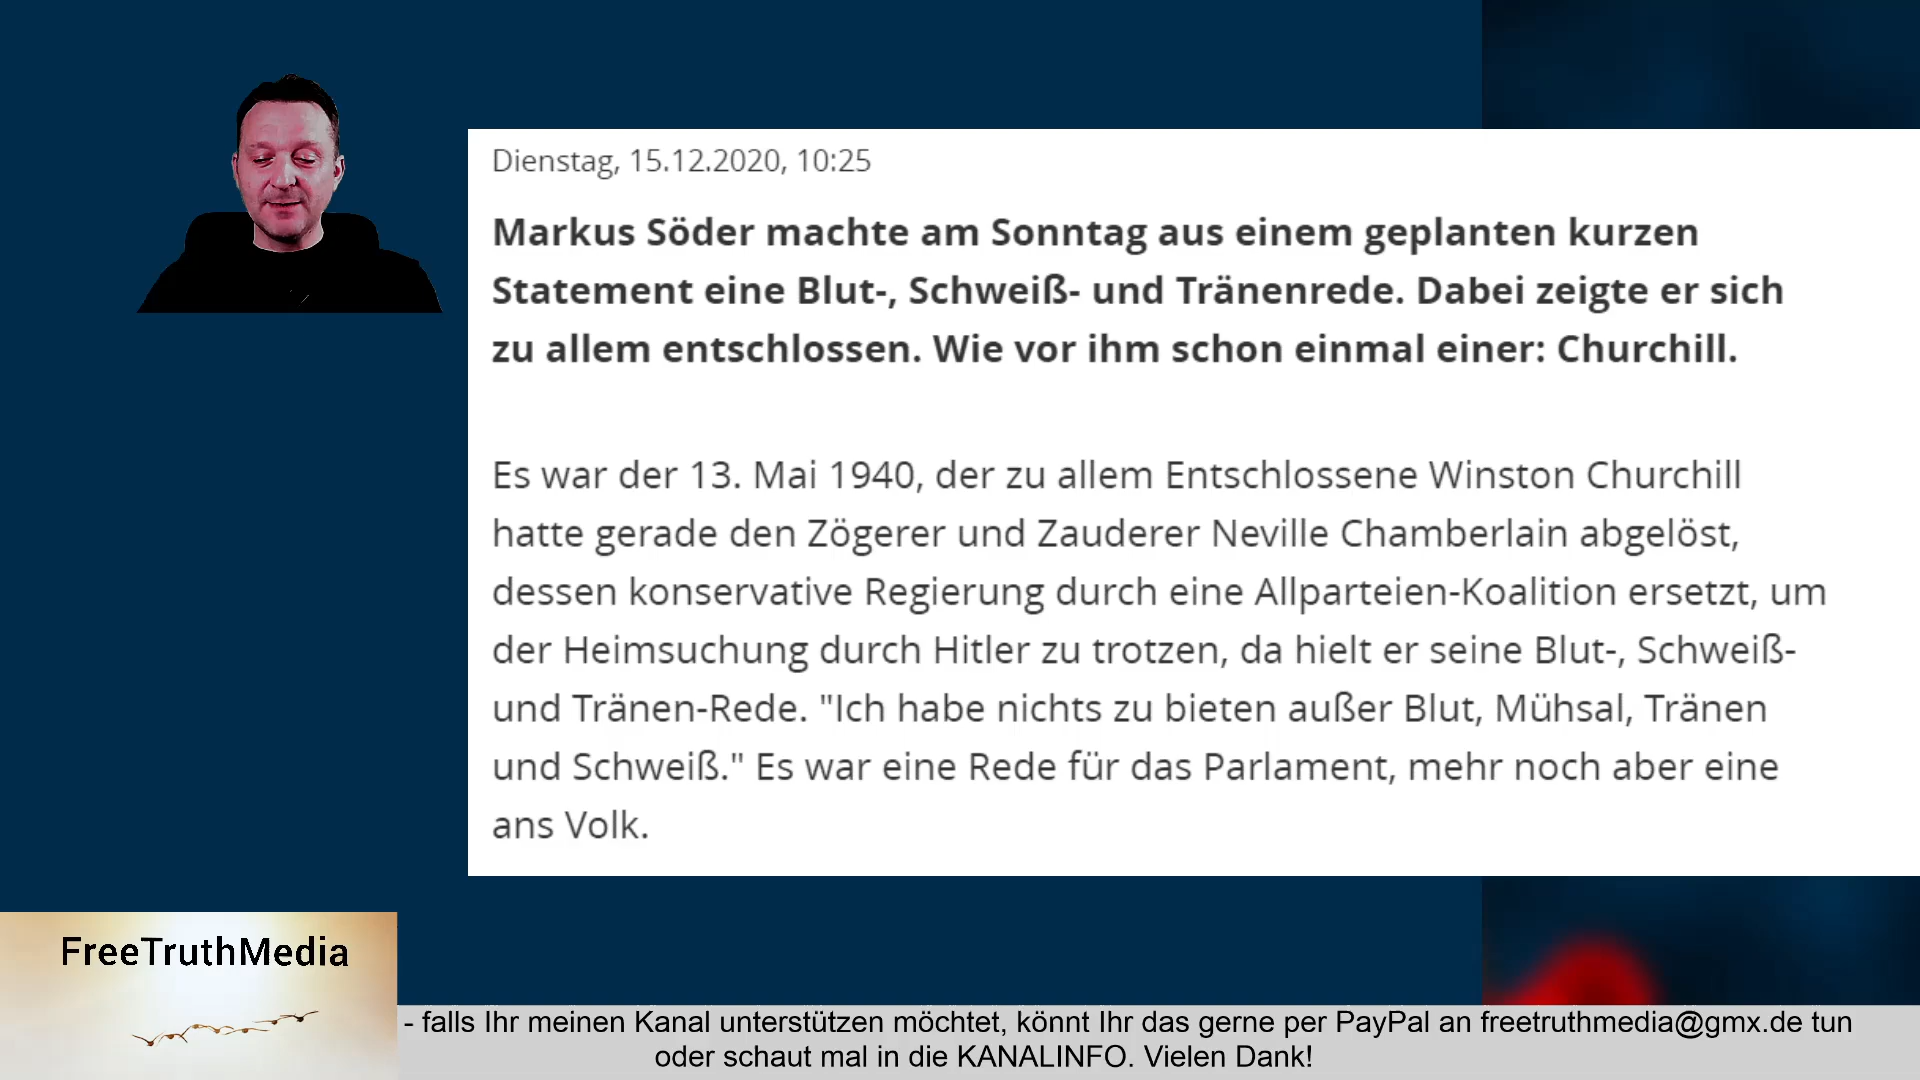 Dienstag, 15.12.2020, 10:25
Markus Söder machte am Sonntag aus einem geplanten kurzen
Statement eine Blut-, Schweiß- und Tränenrede. Dabei zeigte er sich
zu allem entschlossen. Wie vor ihm schon einmal einer: Churchill.
Es war der 13. Mai 1940, der zu allem Entschlossene Winston Churchill
hatte gerade den Zögerer und Zauderer Neville Chamberlain abgelöst,
dessen konservative Regierung durch eine Allparteien-Koalition ersetzt, um
der Heimsuchung durch Hitler zu trotzen, da hielt er seine Blut-, Schweiß-
und Tränen-Rede. "Ich habe nichts zu bieten außer Blut, Mühsal, Tränen
und Schweiß." Es war eine Rede für das Parlament, mehr noch aber eine
ans Volk.
FreeTruthMedia
- falls Ihr meinen Kanal unterstützen möchtet, könnt Ihr das gerne per PayPal an freetruthmedia@gmx.de tun
oder schaut mal in die KANALINFO. Vielen Dank!